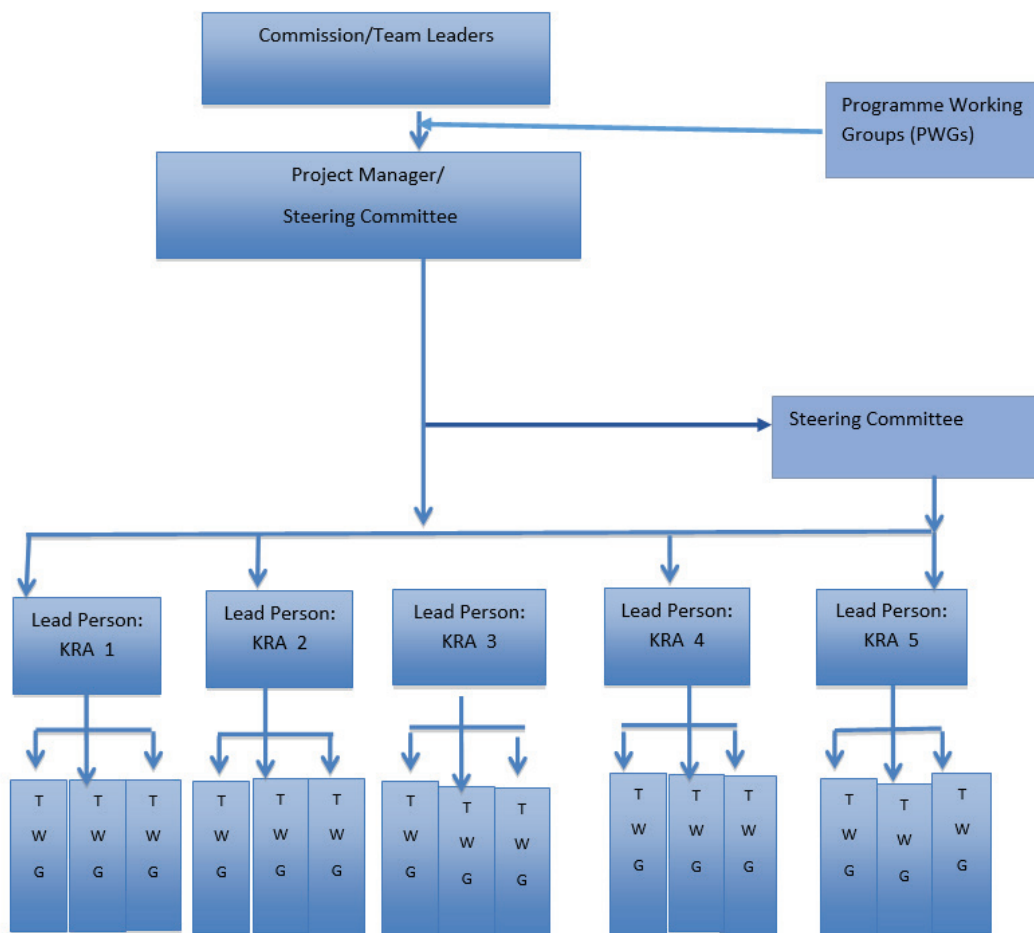 Commission/Team Leaders
Programme Working
Groups (PWGs)
Project Manager/
Steering Committee
Steering Committee
Lead Person:
KRA 1
Lead Person:
KRA 2
Lead Person:
KRA 3
Lead Person:
KRA 4
Lead Person:
KRA 5
T
W
G
T
W
G
T
W
G
T
W
G
T
W
G
T
W
G
T
W
G
T
W
G
T
W
G
T
W
G
T
W
G
T
W
G
T
W
G
T
W
G
T
W
G